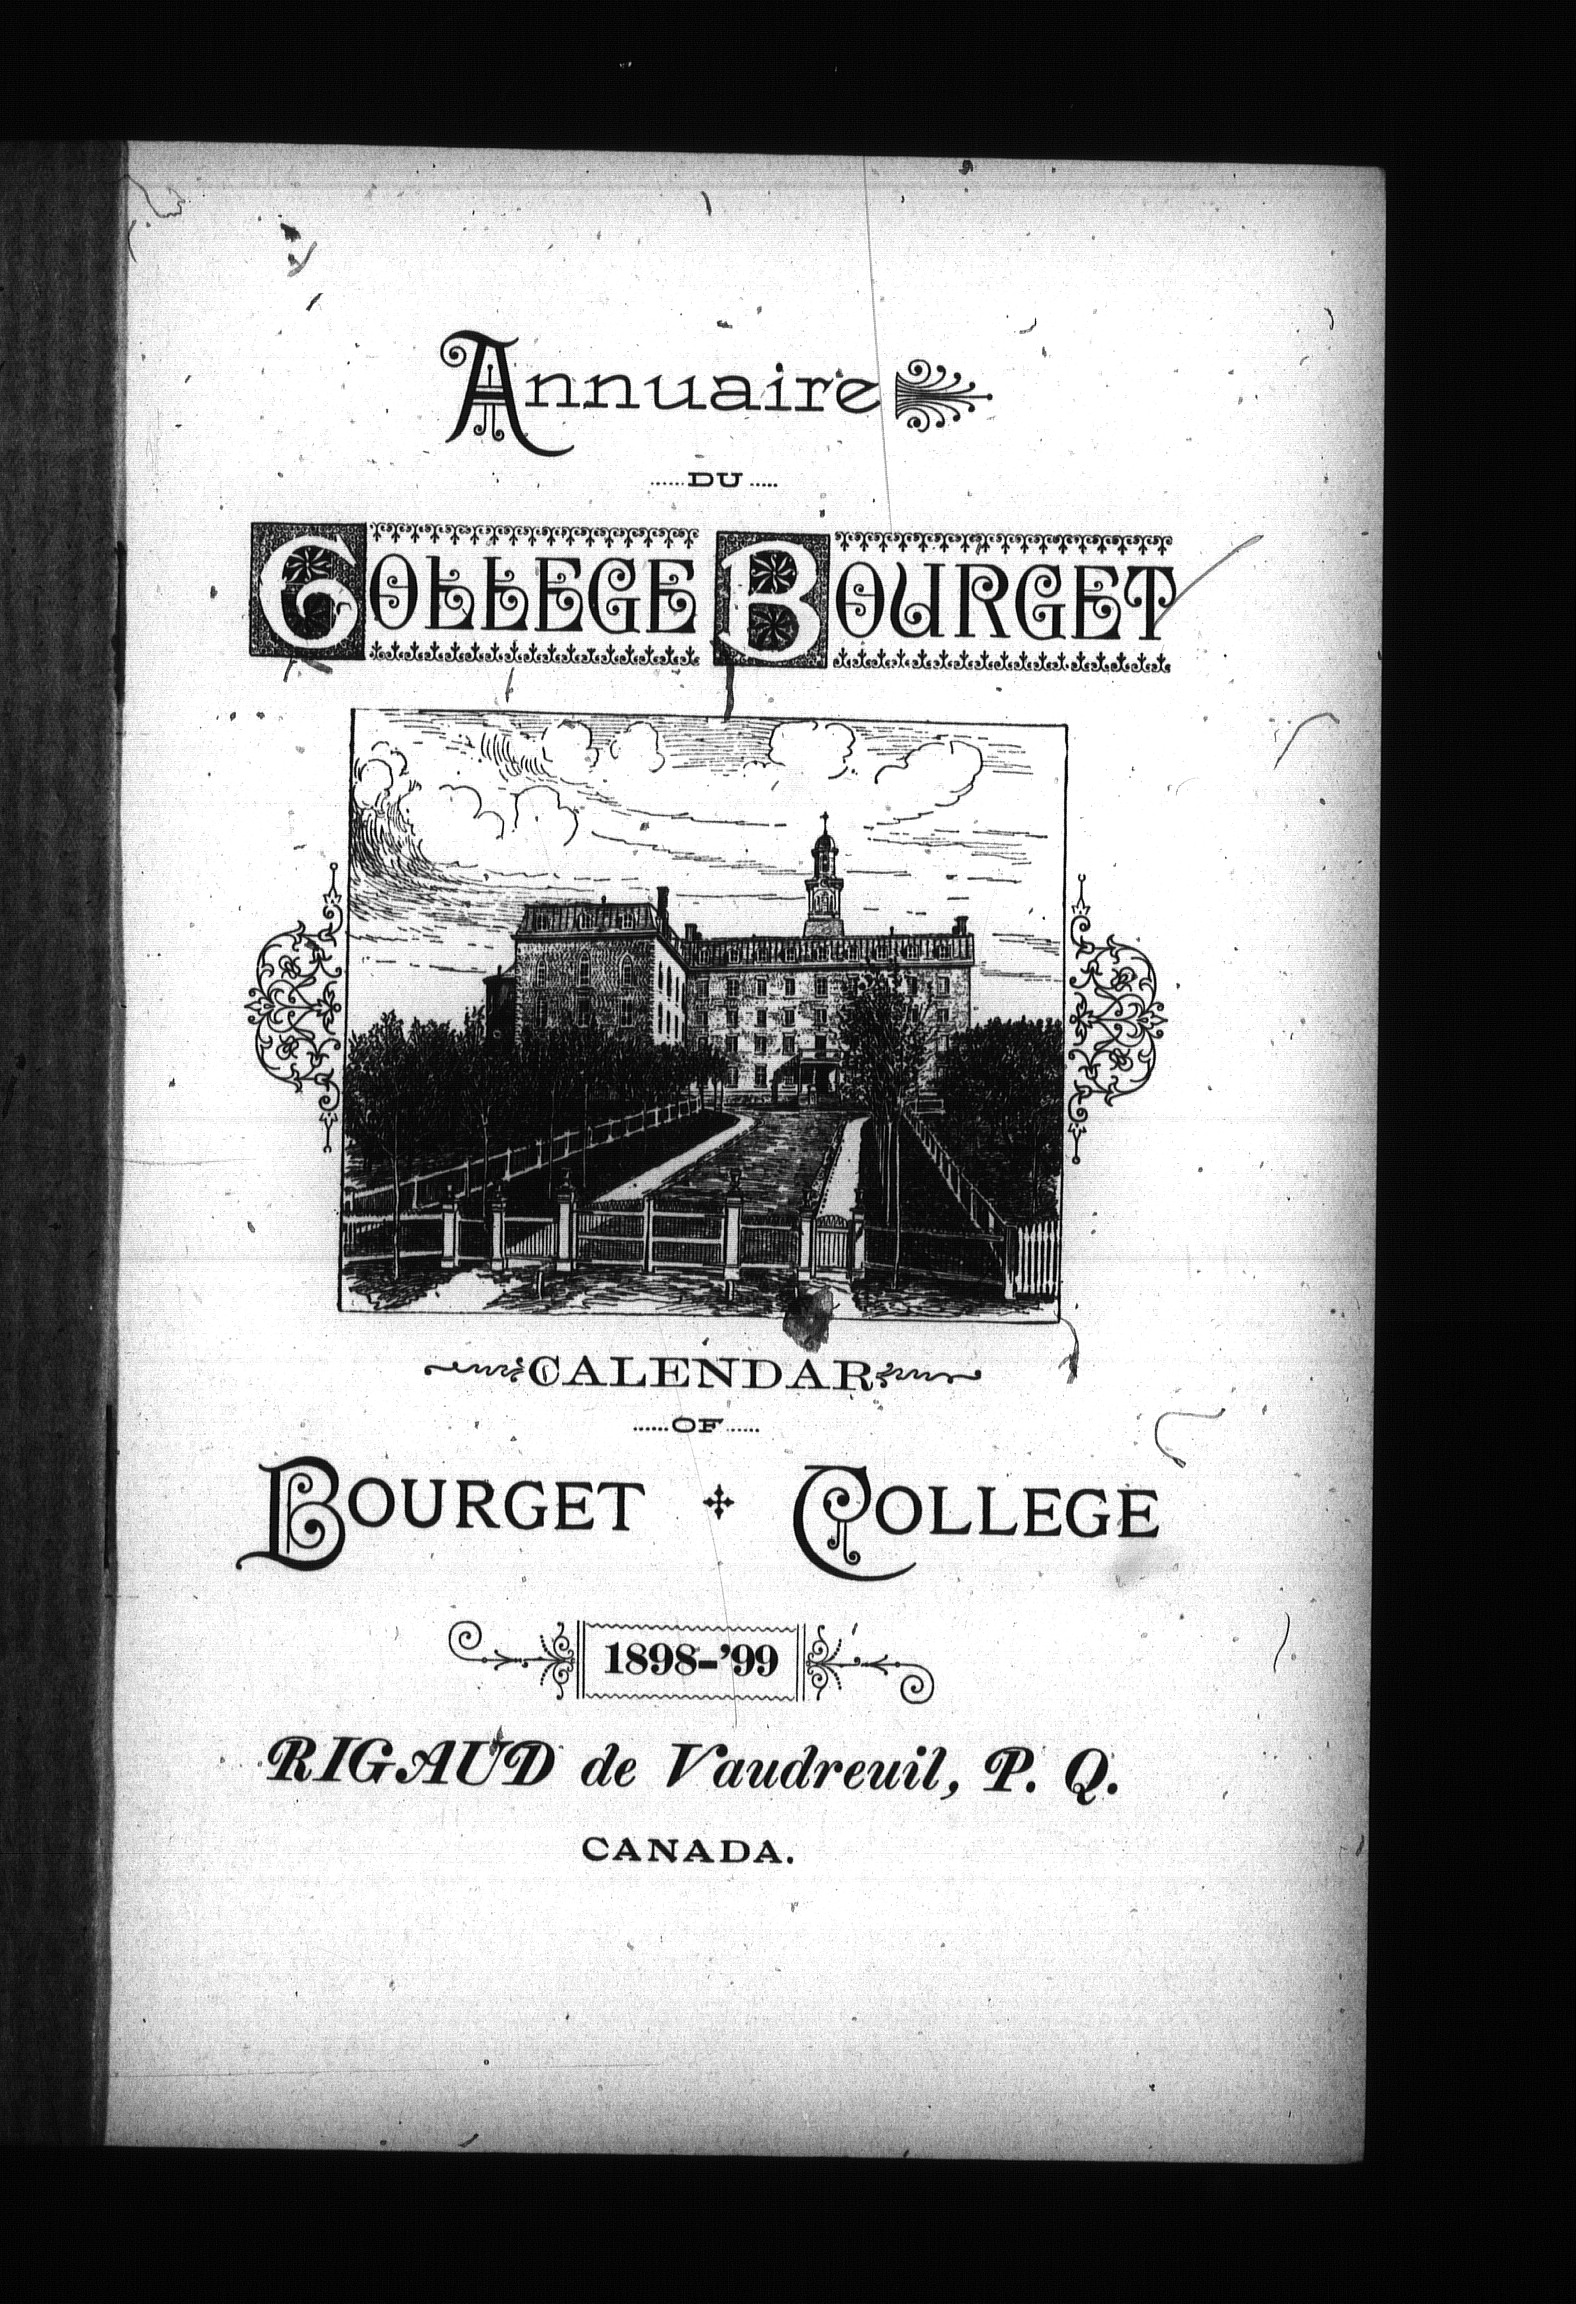 Annuaire
......DU.....
COLLEGE BOURGET
CALENDAR
......OF......
BOURGET COLLEGE
1898-'99
RIGAUD de Vaudreuil, P. Q.
CANADA.